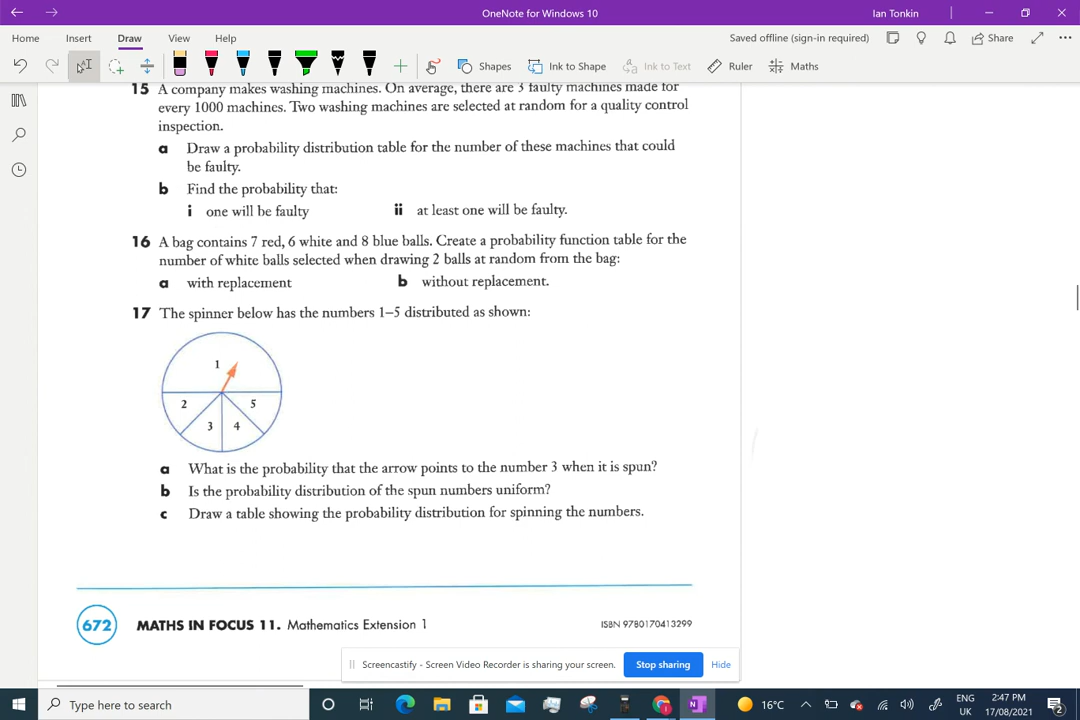 OneNote for Windows 10
Ian Tonkin
Home Insert Draw View Help
Saved offline (sign-in required)
Share
Shapes
Ink to Shape
Ink to Text
Ruler
Maths
15 A company makes washing machines. On average, there are 3 faulty machines made for
every 1000 machines. Two washing machines are selected at random for a quality control
inspection.
a Draw a probability distribution table for the number of these machines that could
be faulty.
b Find the probability that:
i one will be faulty ii at least one will be faulty.
16 A bag contains 7 red, 6 white and 8 blue balls. Create a probability function table for the
number of white balls selected when drawing 2 balls at random from the bag:
a with replacement b without replacement.
17 The spinner below has the numbers 1–5 distributed as shown:
1
2 5
3 4
a What is the probability that the arrow points to the number 3 when it is spun?
b Is the probability distribution of the spun numbers uniform?
c Draw a table showing the probability distribution for spinning the numbers.
672 MATHS IN FOCUS 11. Mathematics Extension 1 ISBN 9780170413299
Screencastify - Screen Video Recorder is sharing your screen. Stop sharing Hide
Type here to search
16°C
ENG
UK
2:47 PM
17/08/2021
2